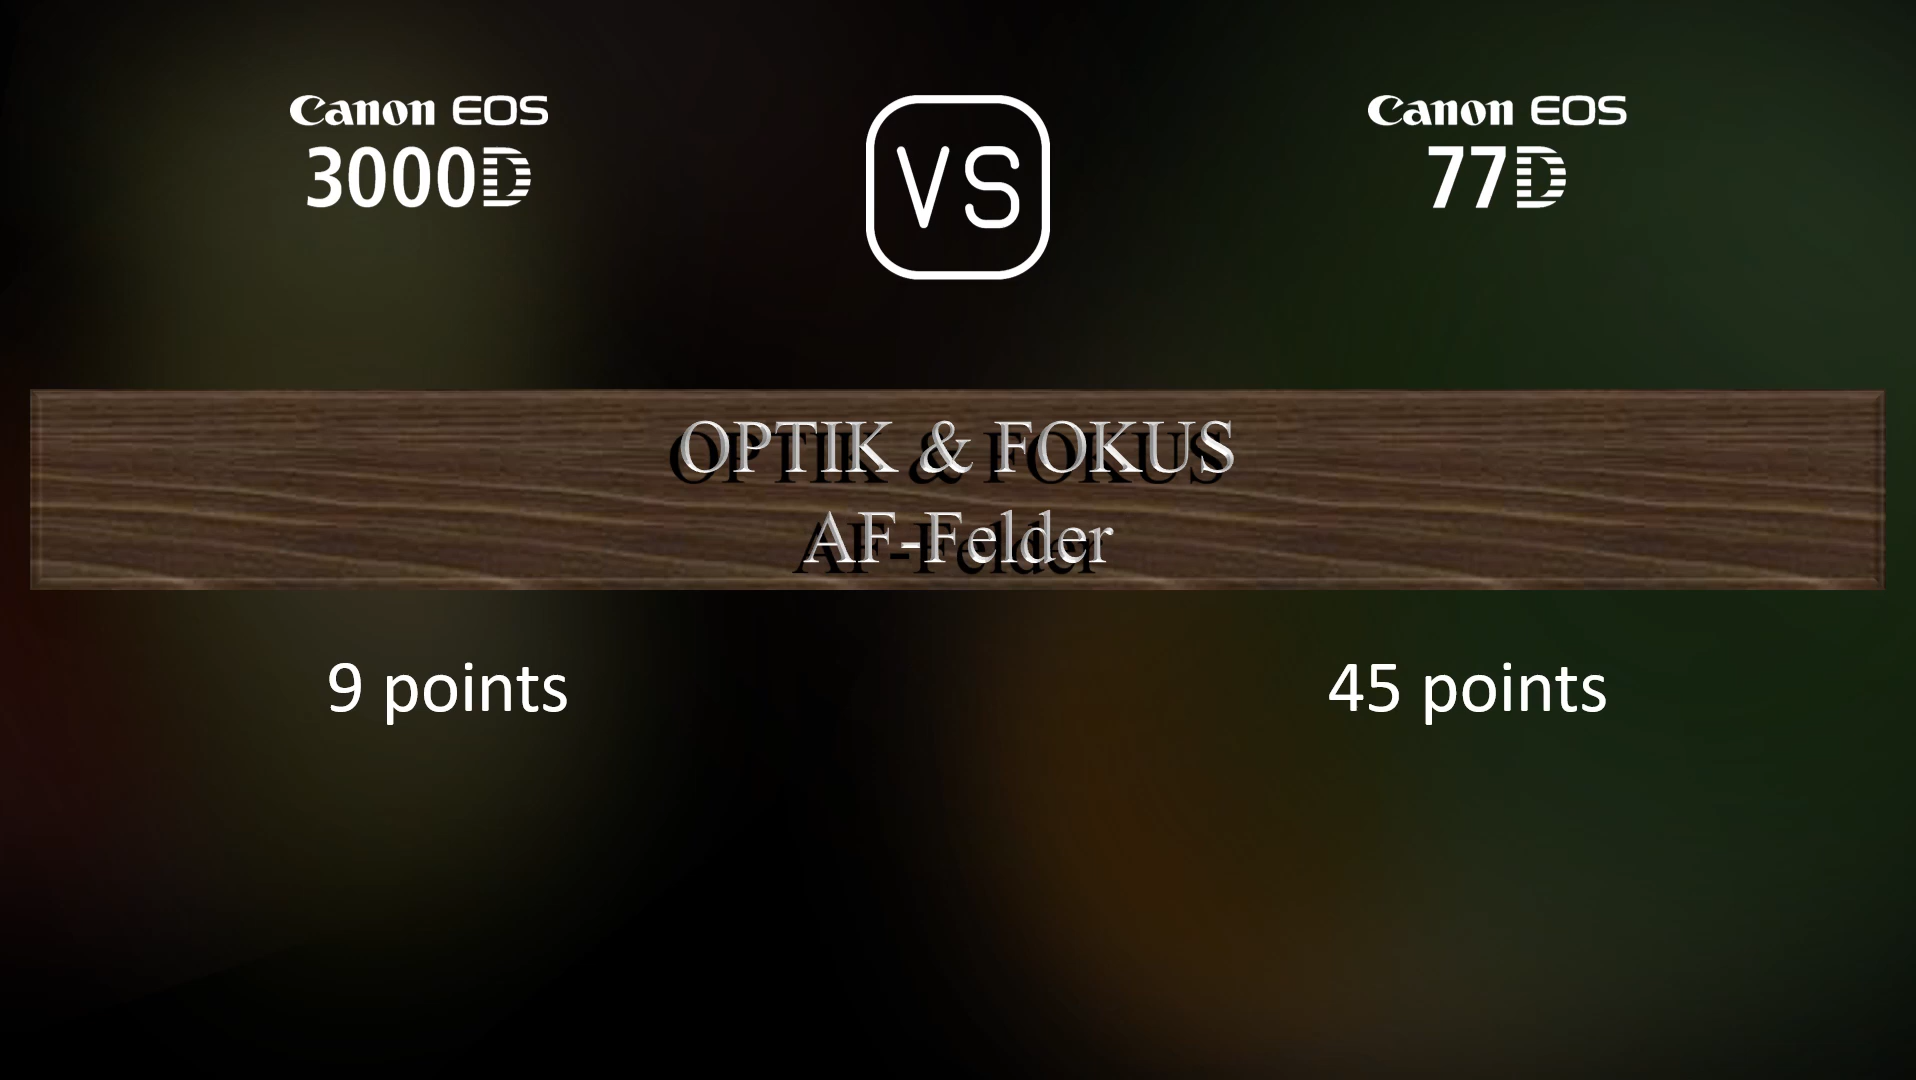 Canon EOS
3000D
VS
Canon EOS
77D
OPTIK & FOKUS
AF-Felder
9 points
45 points